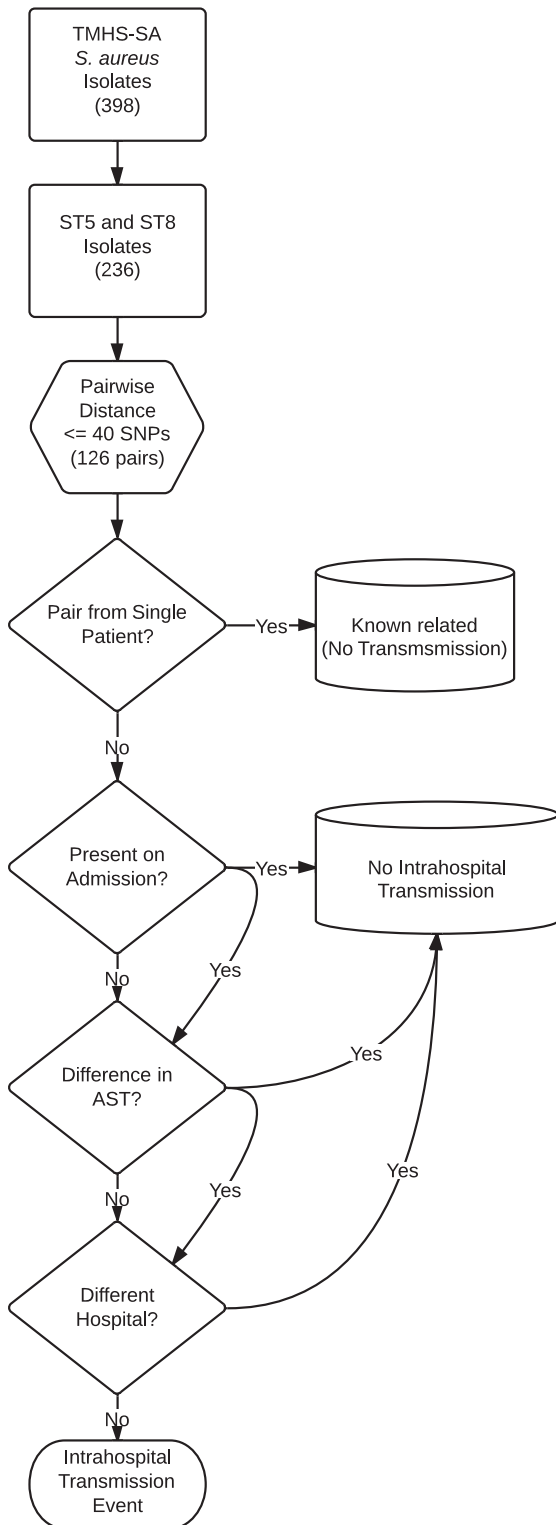 TMHS-SA
S. aureus
Isolates
(398)
ST5 and ST8
Isolates
(236)
Pairwise
Distance
<= 40 SNPs
(126 pairs)
Pair from Single
Patient?
Yes
Known related
(No Transmsmission)
No
Present on
Admission?
Yes
No Intrahospital
Transmission
Yes
No
Difference in
AST?
Yes
Yes
Yes
No
Different
Hospital?
No
Intrahospital
Transmission
Event